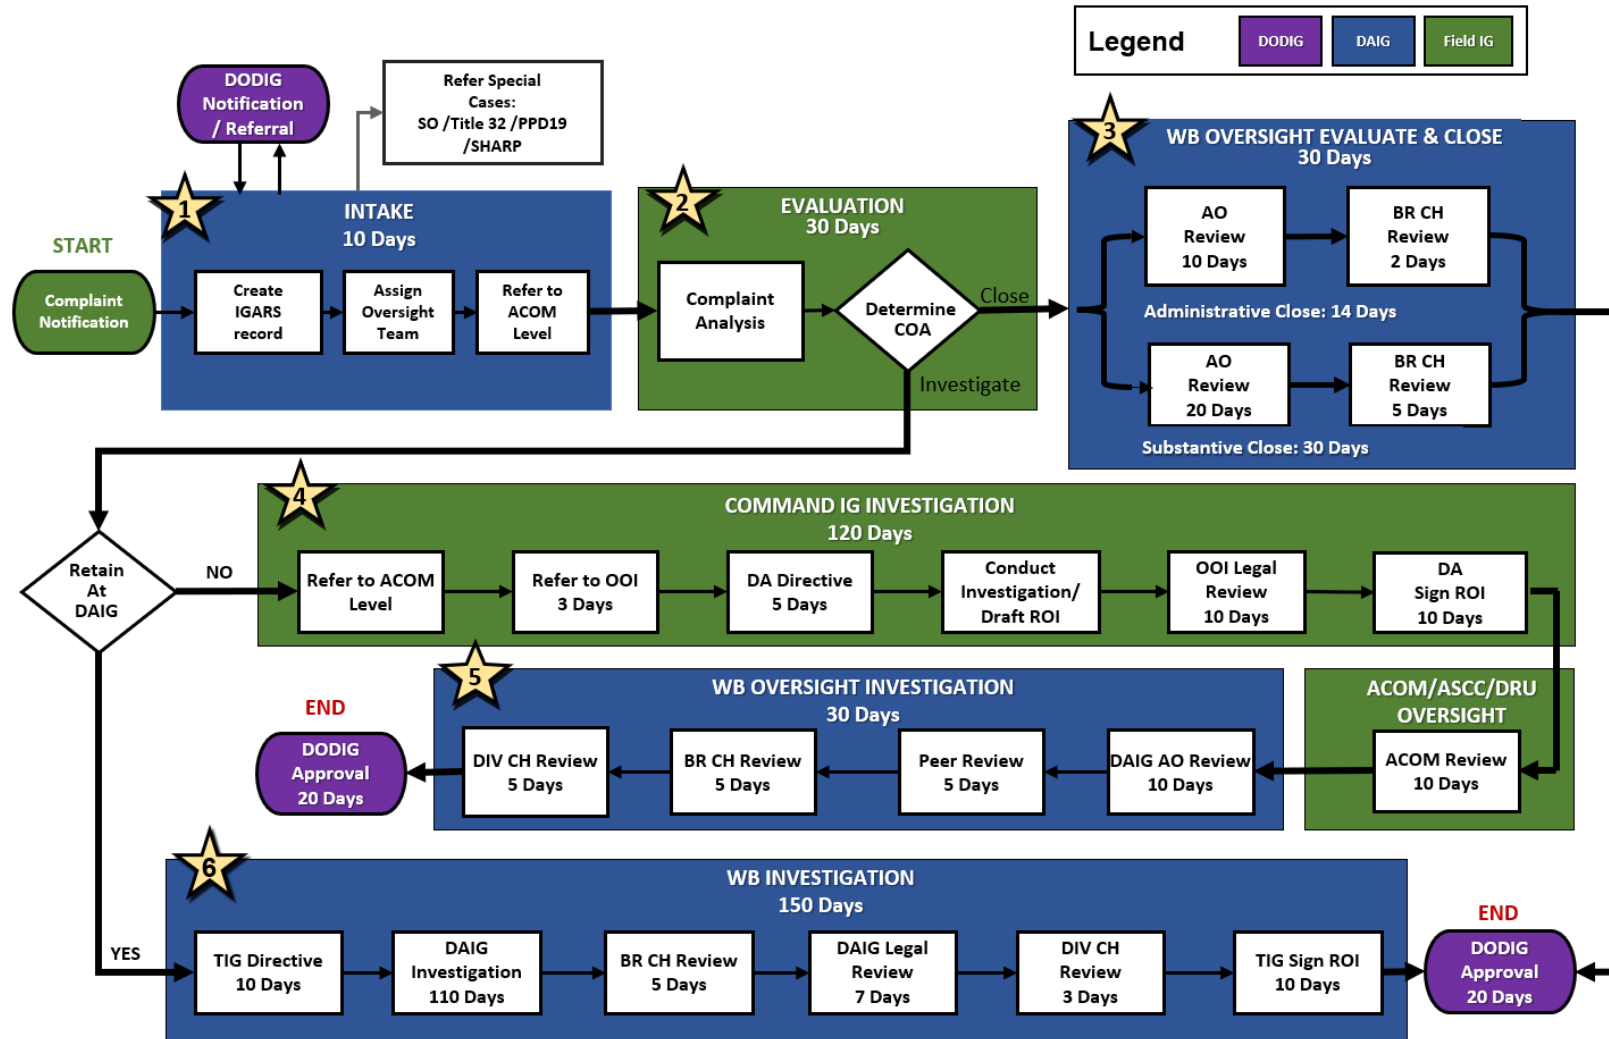 Legend
DODIG
DAIG
Field IG
DODIG
Notification
/ Referral
Refer Special
Cases:
SO /Title 32 /PPD19
/SHARP
START
Complaint
Notification
1
INTAKE
10 Days
Create
IGARS
record
Assign
Oversight
Team
Refer to
ACOM
Level
2
EVALUATION
30 Days
Complaint
Analysis
Determine
COA
Close
Investigate
3
WB OVERSIGHT EVALUATE & CLOSE
30 Days
AO
Review
10 Days
BR CH
Review
2 Days
Administrative Close: 14 Days
AO
Review
20 Days
BR CH
Review
5 Days
Substantive Close: 30 Days
Retain
At
DAIG
NO
YES
4
COMMAND IG INVESTIGATION
120 Days
Refer to ACOM
Level
Refer to OOI
3 Days
DA Directive
5 Days
Conduct
Investigation/
Draft ROI
OOI Legal
Review
10 Days
DA
Sign ROI
10 Days
ACOM/ASCC/DRU
OVERSIGHT
ACOM Review
10 Days
5
WB OVERSIGHT INVESTIGATION
30 Days
DAIG AO Review
10 Days
Peer Review
5 Days
BR CH Review
5 Days
DIV CH Review
5 Days
END
DODIG
Approval
20 Days
6
WB INVESTIGATION
150 Days
TIG Directive
10 Days
DAIG
Investigation
110 Days
BR CH Review
5 Days
DAIG Legal
Review
7 Days
DIV CH
Review
3 Days
TIG Sign ROI
10 Days
END
DODIG
Approval
20 Days